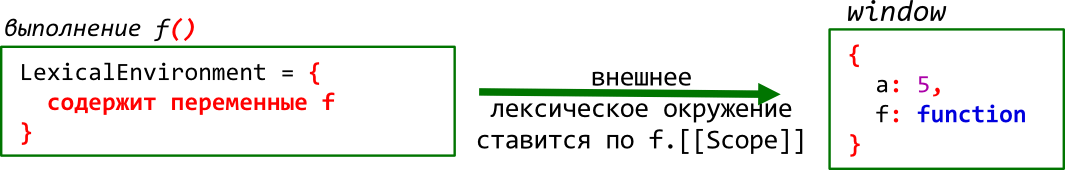 выполнение f()
LexicalEnvironment = {
содержит переменные f
}
внешнее
лексическое окружение
ставится по f.[[Scope]]
window
{
a: 5,
f: function
}